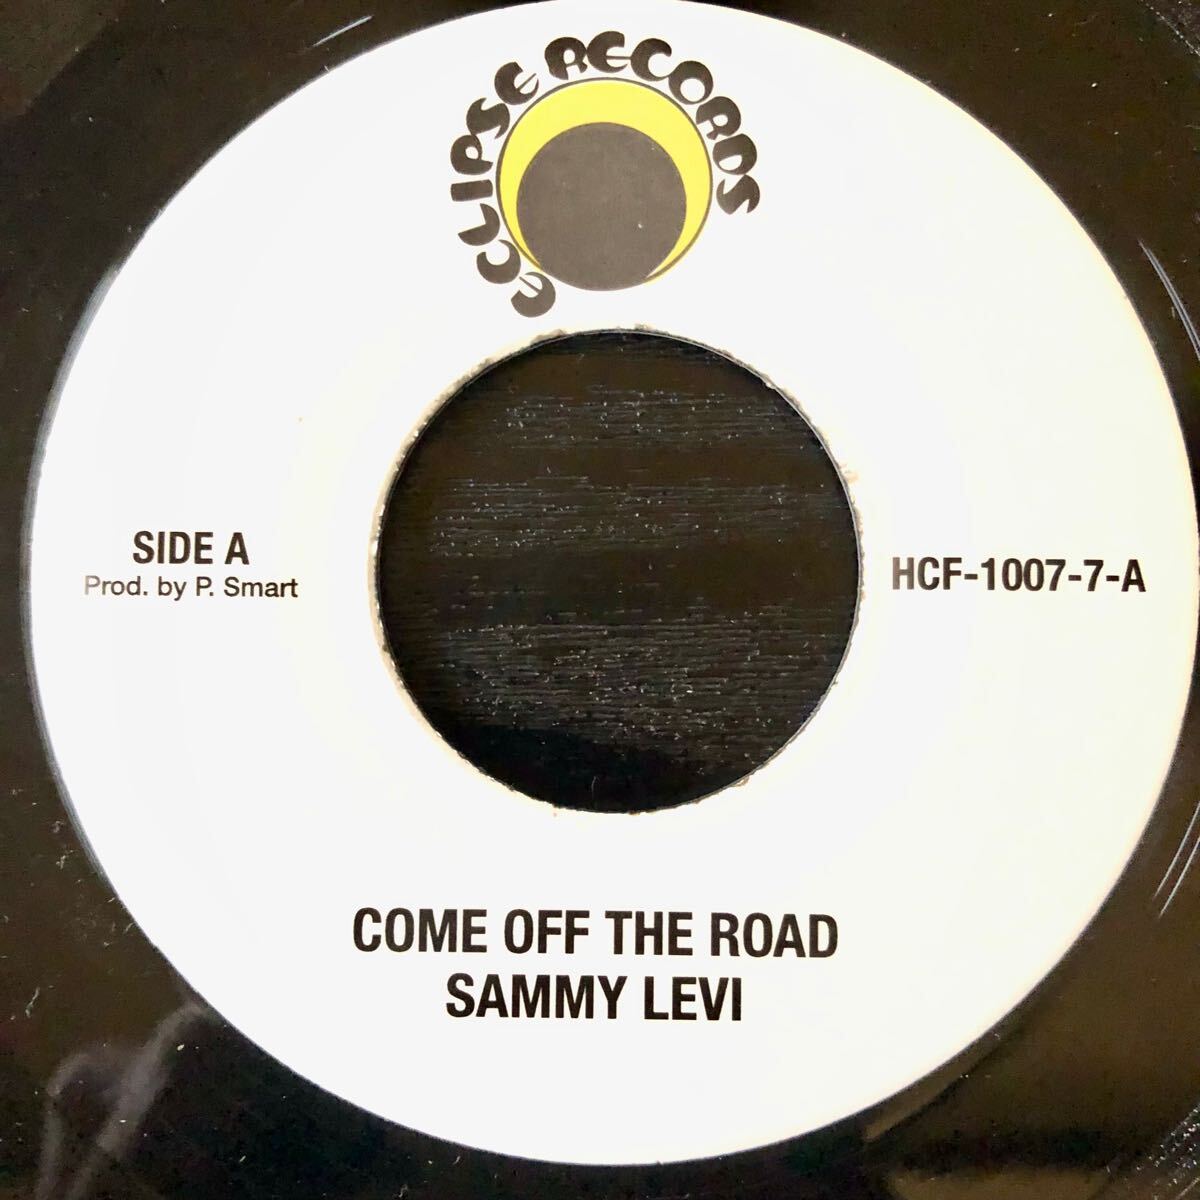 ECLIPSE RECORDS
SIDE A
Prod. by P. Smart
HCF-1007-7-A
COME OFF THE ROAD
SAMMY LEVI